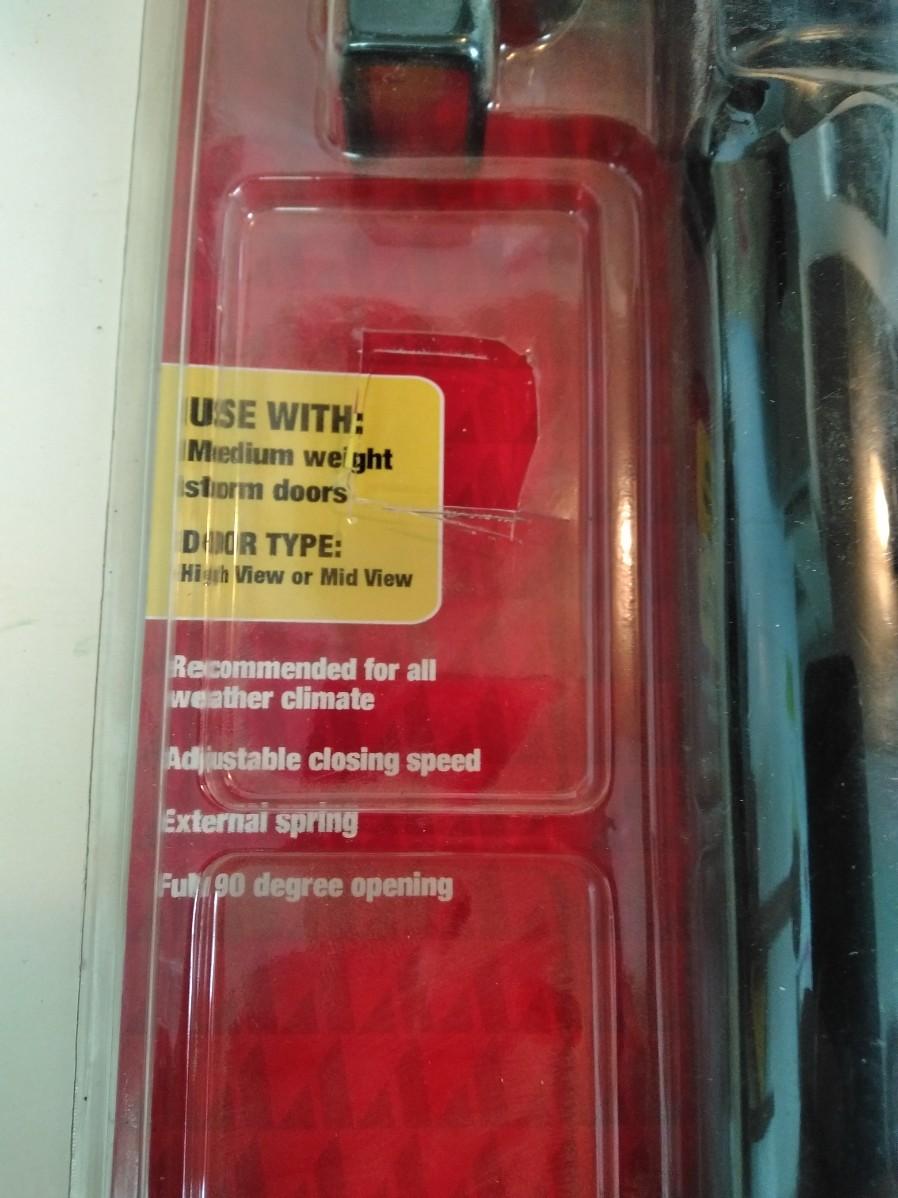 USE WITH:
Medium weight
storm doors
DOOR TYPE:
High View or Mid View
Recommended for all
weather climate
Adjustable closing speed
External spring
Full 90 degree opening